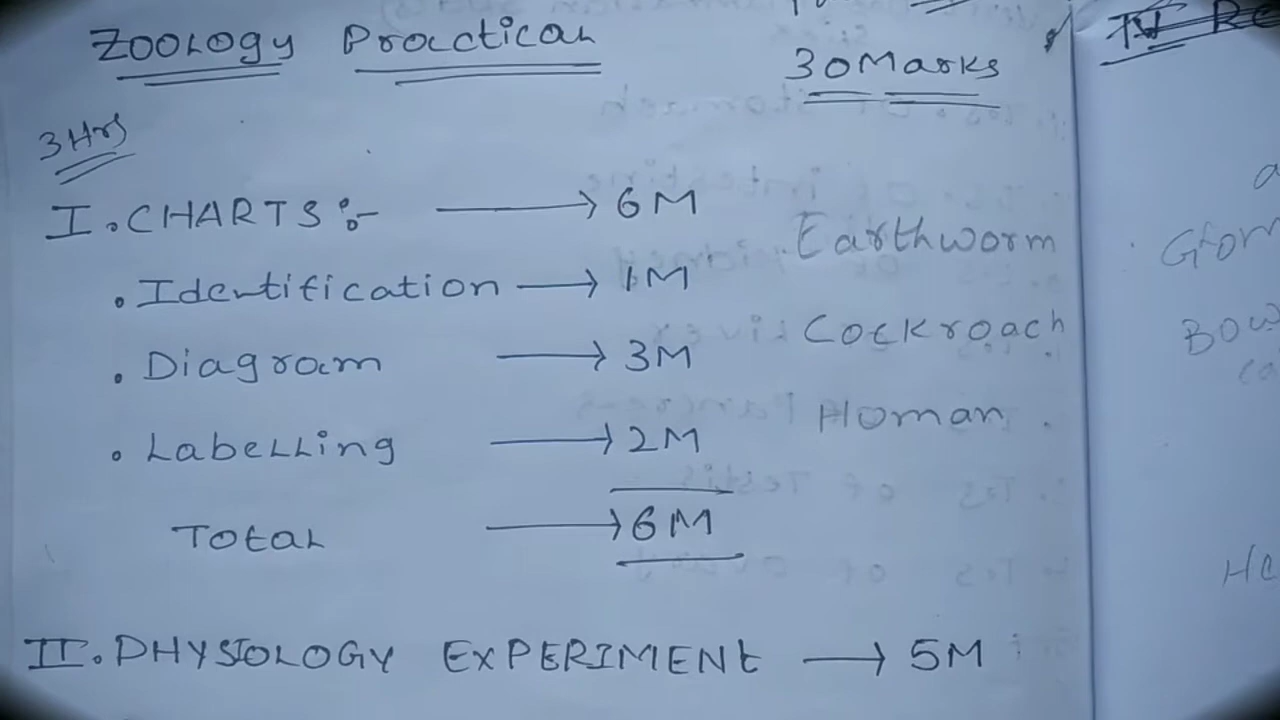 Zoology Practical
30 Marks
3 Hrs
I. CHARTS :- → 6M
Earthworm
. Identification → 1M
Cockroach
. Diagram → 3M
Homan .
. Labelling → 2M
Total → 6M
II. PHYSIOLOGY EXPERIMENT → 5M